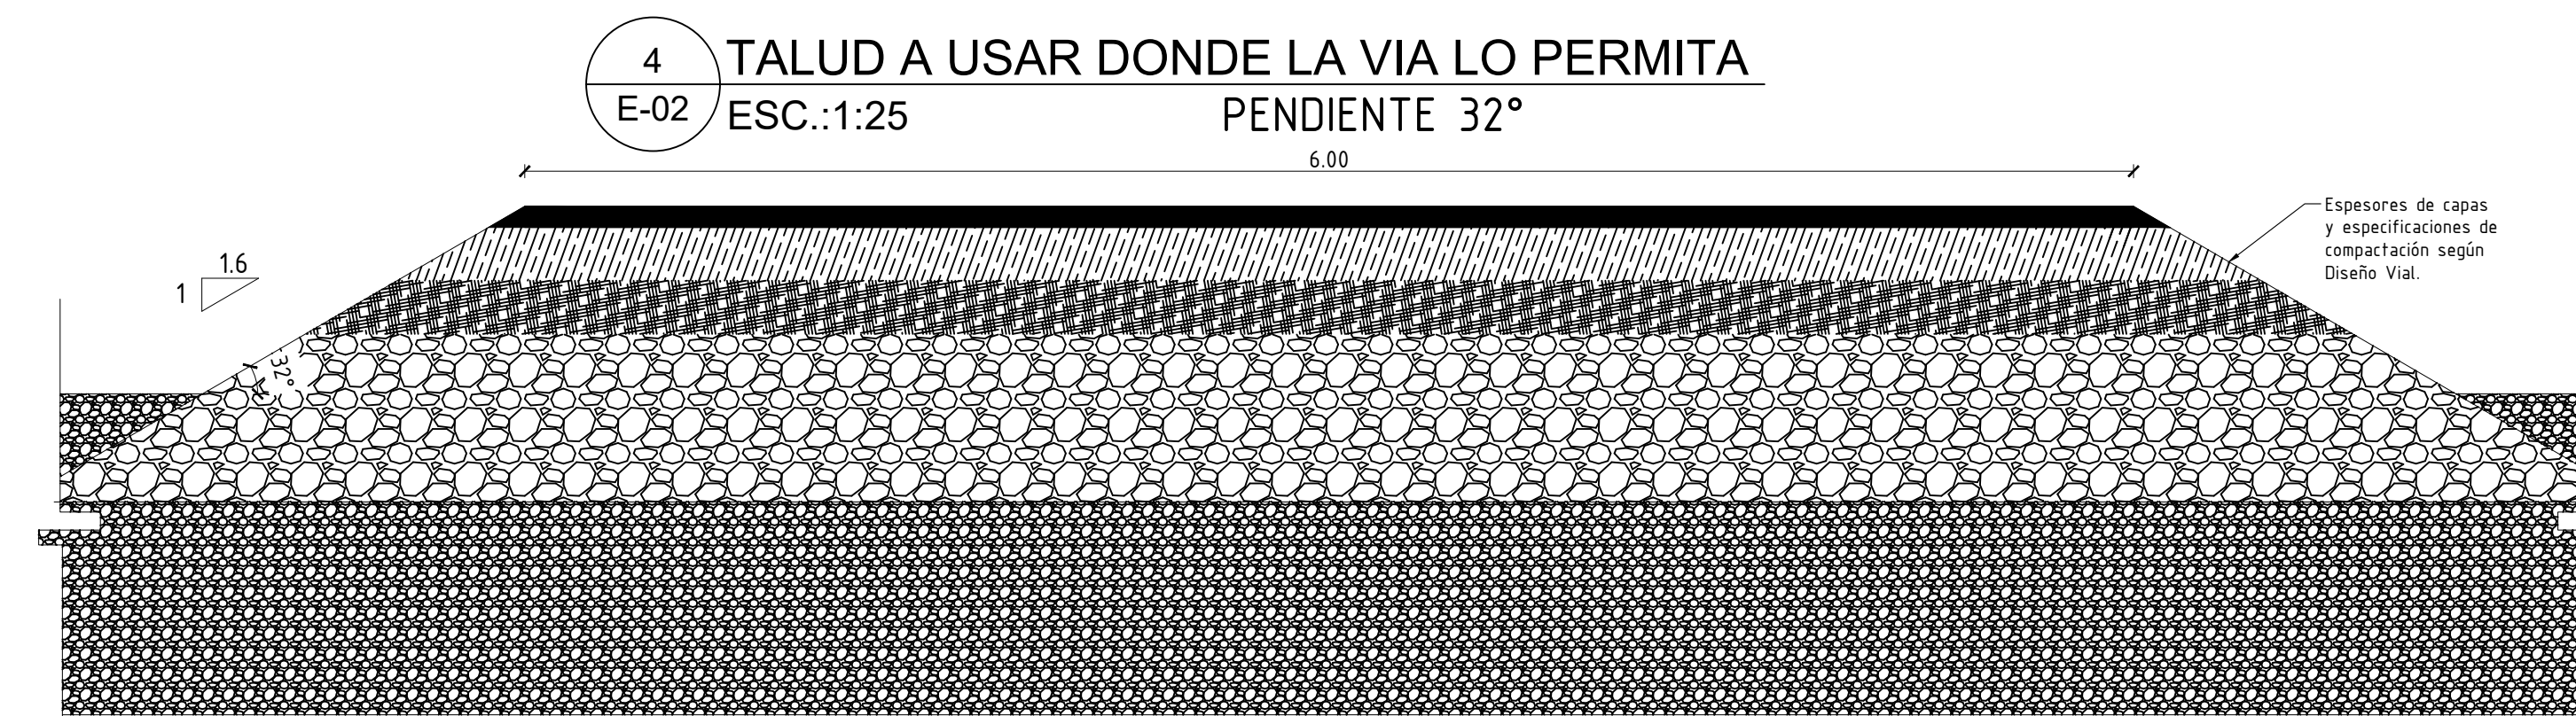 4
TALUD A USAR DONDE LA VIA LO PERMITA
E-02
ESC.:1:25
PENDIENTE 32°
6.00
Espesores de capas
y especificaciones de
compactación según
Diseño Vial.
1.6
1
32°